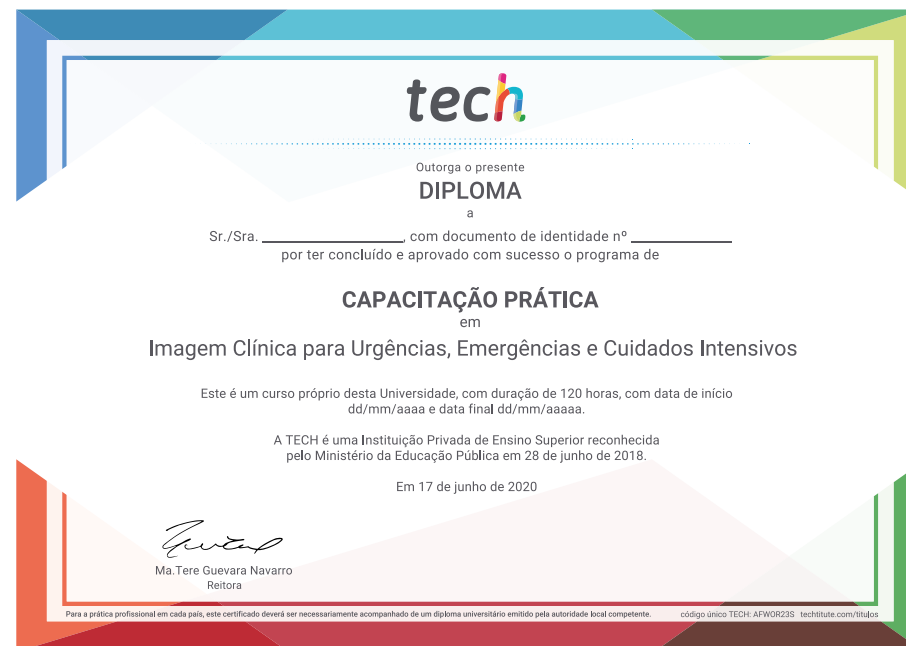 tech
Outorga o presente
DIPLOMA
a
Sr./Sra. , com documento de identidade nº
por ter concluído e aprovado com sucesso o programa de
CAPACITAÇÃO PRÁTICA
em
Imagem Clínica para Urgências, Emergências e Cuidados Intensivos
Este é um curso próprio desta Universidade, com duração de 120 horas, com data de início
dd/mm/aaaa e data final dd/mm/aaaaa.
A TECH é uma Instituição Privada de Ensino Superior reconhecida
pelo Ministério da Educação Pública em 28 de junho de 2018.
Em 17 de junho de 2020
Ma.Tere Guevara Navarro
Reitora
Para a prática profissional em cada país, este certificado deverá ser necessariamente acompanhado de um diploma universitário emitido pela autoridade local competente. código único TECH: AFWOR23S techtitute.com/titulos